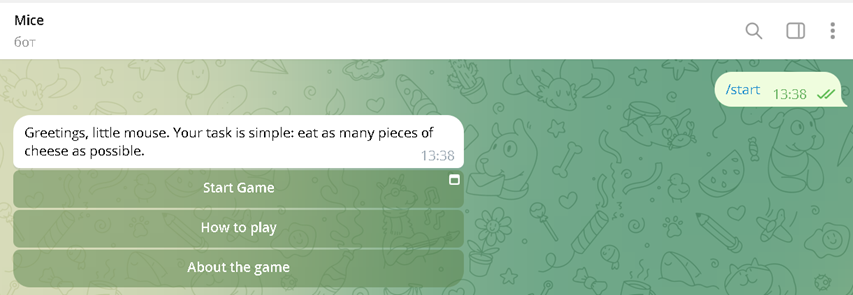 Mice
бот
/start 13:38
Greetings, little mouse. Your task is simple: eat as many pieces of
cheese as possible. 13:38
Start Game
How to play
About the game